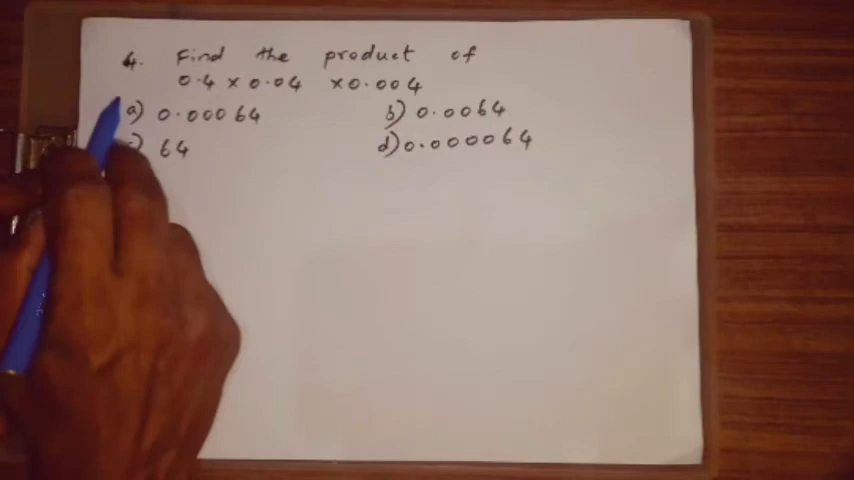 4. Find the product of
0.4 × 0.04 × 0.004
a) 0.00064 b) 0.0064
c) 64 d) 0.000064